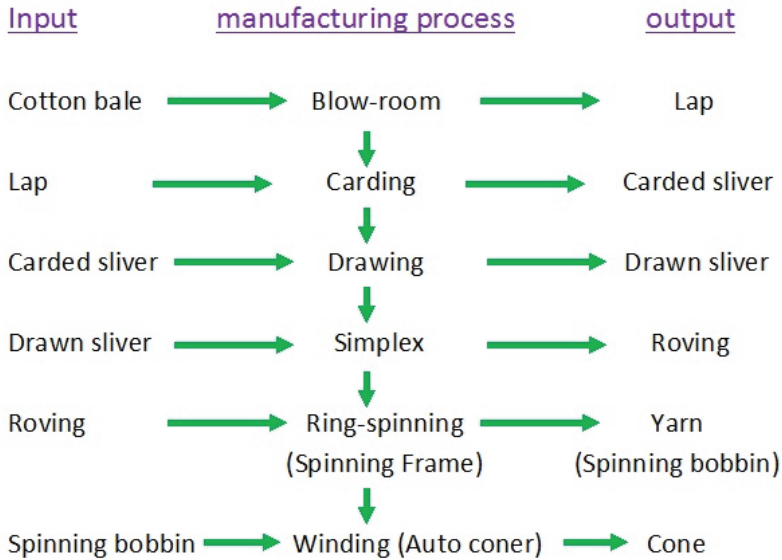 Input manufacturing process output
Cotton bale Blow-room Lap
Lap Carding Carded sliver
Carded sliver Drawing Drawn sliver
Drawn sliver Simplex Roving
Roving Ring-spinning Yarn
(Spinning Frame) (Spinning bobbin)
Spinning bobbin Winding (Auto coner) Cone